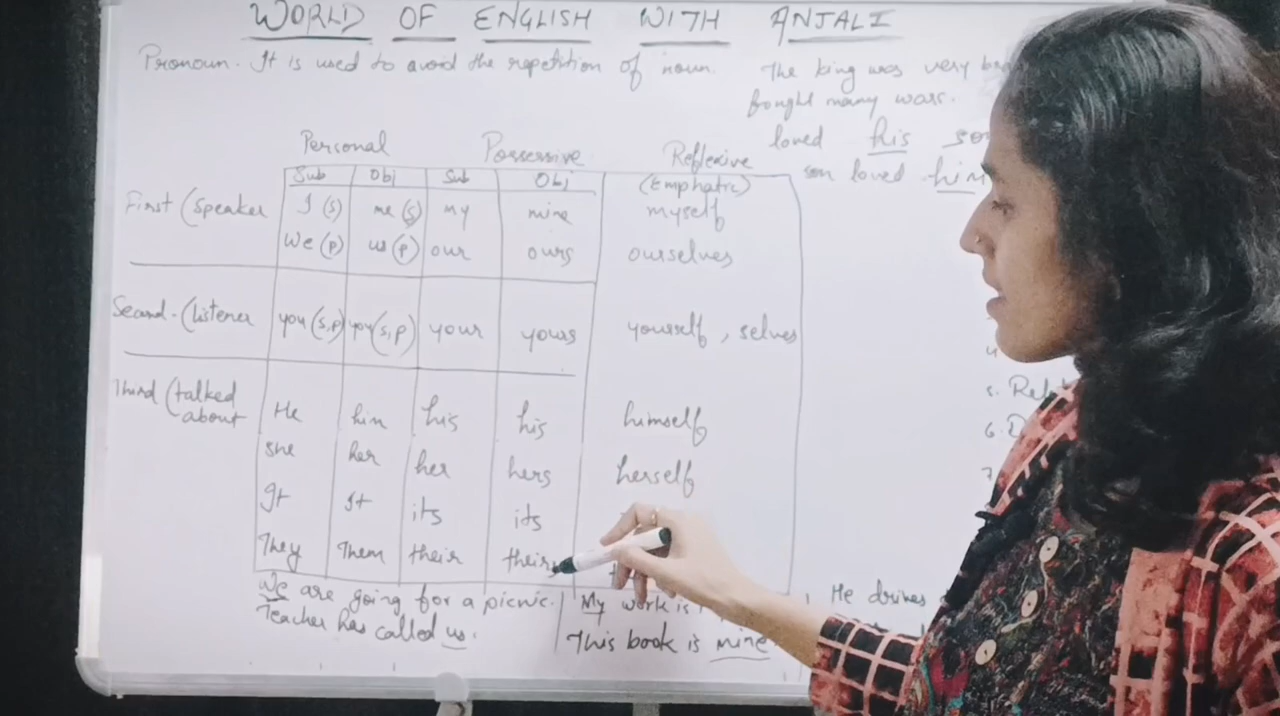 WORLD OF ENGLISH WITH ANJALI
Pronoun. It is used to avoid the repetition of noun.
The king was very
fought many wars.
loved his
son loved him
Personal Possessive Reflexive
Sub Obj Sub Obj (Emphatic)
First (speaker I (s) me (s) my mine myself
We (p) us (p) our ours ourselves
Second - (listener you (s,p) you (s,p) your yours yourself, selves
Third (talked
about He him his his himself
She her her hers herself
It It its its
They Them their their
We are going for a picnic. My work is
Teacher has called us. This book is mine
He drives
5.
6.